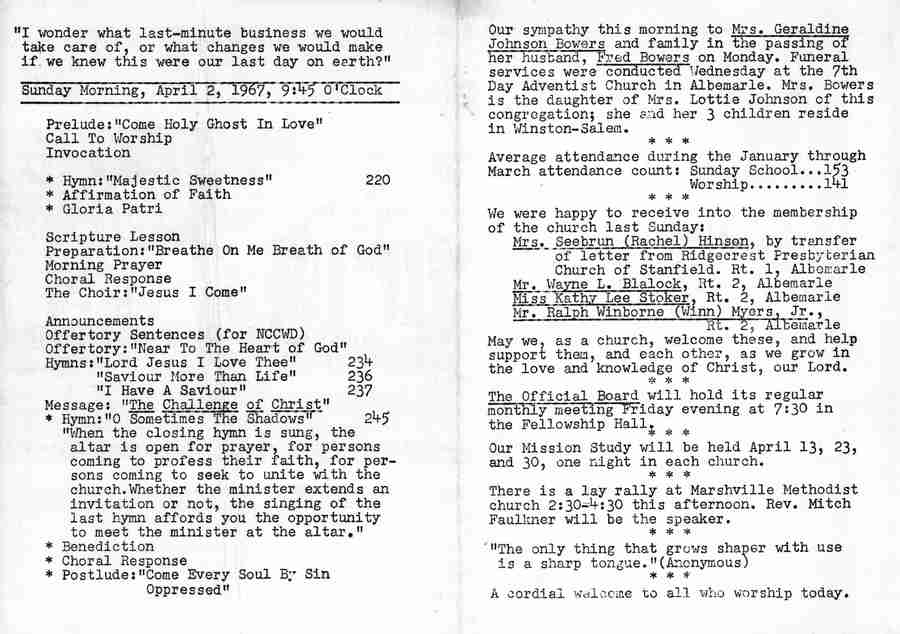 "I wonder what last-minute business we would
take care of, or what changes we would make
if we knew this were our last day on earth?"
Sunday Morning, April 2, 1967, 9:45 O'Clock
Prelude:"Come Holy Ghost In Love"
Call To Worship
Invocation
* Hymn:"Majestic Sweetness" 220
* Affirmation of Faith
* Gloria Patri
Scripture Lesson
Preparation:"Breathe On Me Breath of God"
Morning Prayer
Choral Response
The Choir:"Jesus I Come"
Announcements
Offertory Sentences (for NCCWD)
Offertory:"Near To The Heart of God"
Hymns:"Lord Jesus I Love Thee" 234
"Saviour More Than Life" 236
"I Have A Saviour" 237
Message: "The Challenge of Christ"
* Hymn:"O Sometimes The Shadows" 245
"When the closing hymn is sung, the
altar is open for prayer, for persons
coming to profess their faith, for per-
sons coming to seek to unite with the
church.Whether the minister extends an
invitation or not, the singing of the
last hymn affords you the opportunity
to meet the minister at the altar."
* Benediction
* Choral Response
* Postlude:"Come Every Soul By Sin
Oppressed"
Our sympathy this morning to Mrs. Geraldine
Johnson Bowers and family in the passing of
her husband, Fred Bowers on Monday. Funeral
services were conducted Wednesday at the 7th
Day Adventist Church in Albemarle. Mrs. Bowers
is the daughter of Mrs. Lottie Johnson of this
congregation; she and her 3 children reside
in Winston-Salem.
* * *
Average attendance during the January through
March attendance count: Sunday School...153
Worship.........141
* * *
We were happy to receive into the membership
of the church last Sunday:
Mrs. Seebrun (Rachel) Hinson, by transfer
of letter from Ridgecrest Presbyterian
Church of Stanfield. Rt. 1, Albemarle
Mr. Wayne L. Blalock, Rt. 2, Albemarle
Miss Kathy Lee Stoker, Rt. 2, Albemarle
Mr. Ralph Winborne (Winn) Myers, Jr.,
Rt. 2, Albemarle
May we, as a church, welcome these, and help
support them, and each other, as we grow in
the love and knowledge of Christ, our Lord.
* * *
The Official Board will hold its regular
monthly meeting Friday evening at 7:30 in
the Fellowship Hall.
* * *
Our Mission Study will be held April 13, 23,
and 30, one night in each church.
* * *
There is a lay rally at Marshville Methodist
church 2:30-4:30 this afternoon. Rev. Mitch
Faulkner will be the speaker.
* * *
"The only thing that grows shaper with use
is a sharp tongue."(Anonymous)
* * *
A cordial welcome to all who worship today.